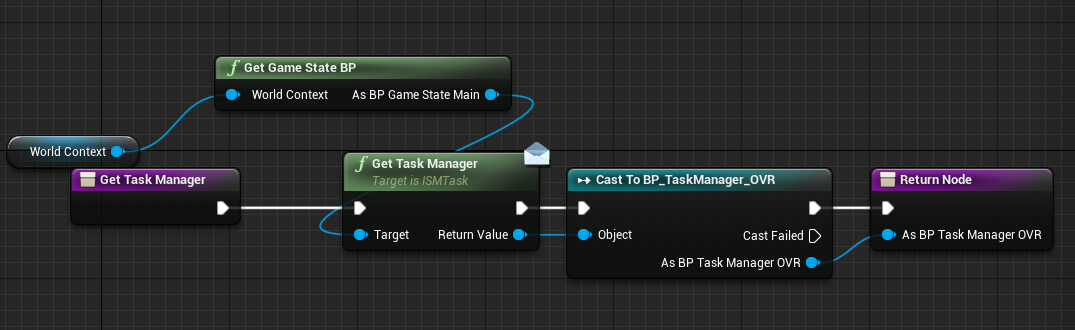 Get Game State BP
World Context
As BP Game State Main
World Context
Get Task Manager
Get Task Manager
Target is ISMTask
Target
Return Value
Cast To BP_TaskManager_OVR
Object
Cast Failed
As BP Task Manager OVR
Return Node
As BP Task Manager OVR